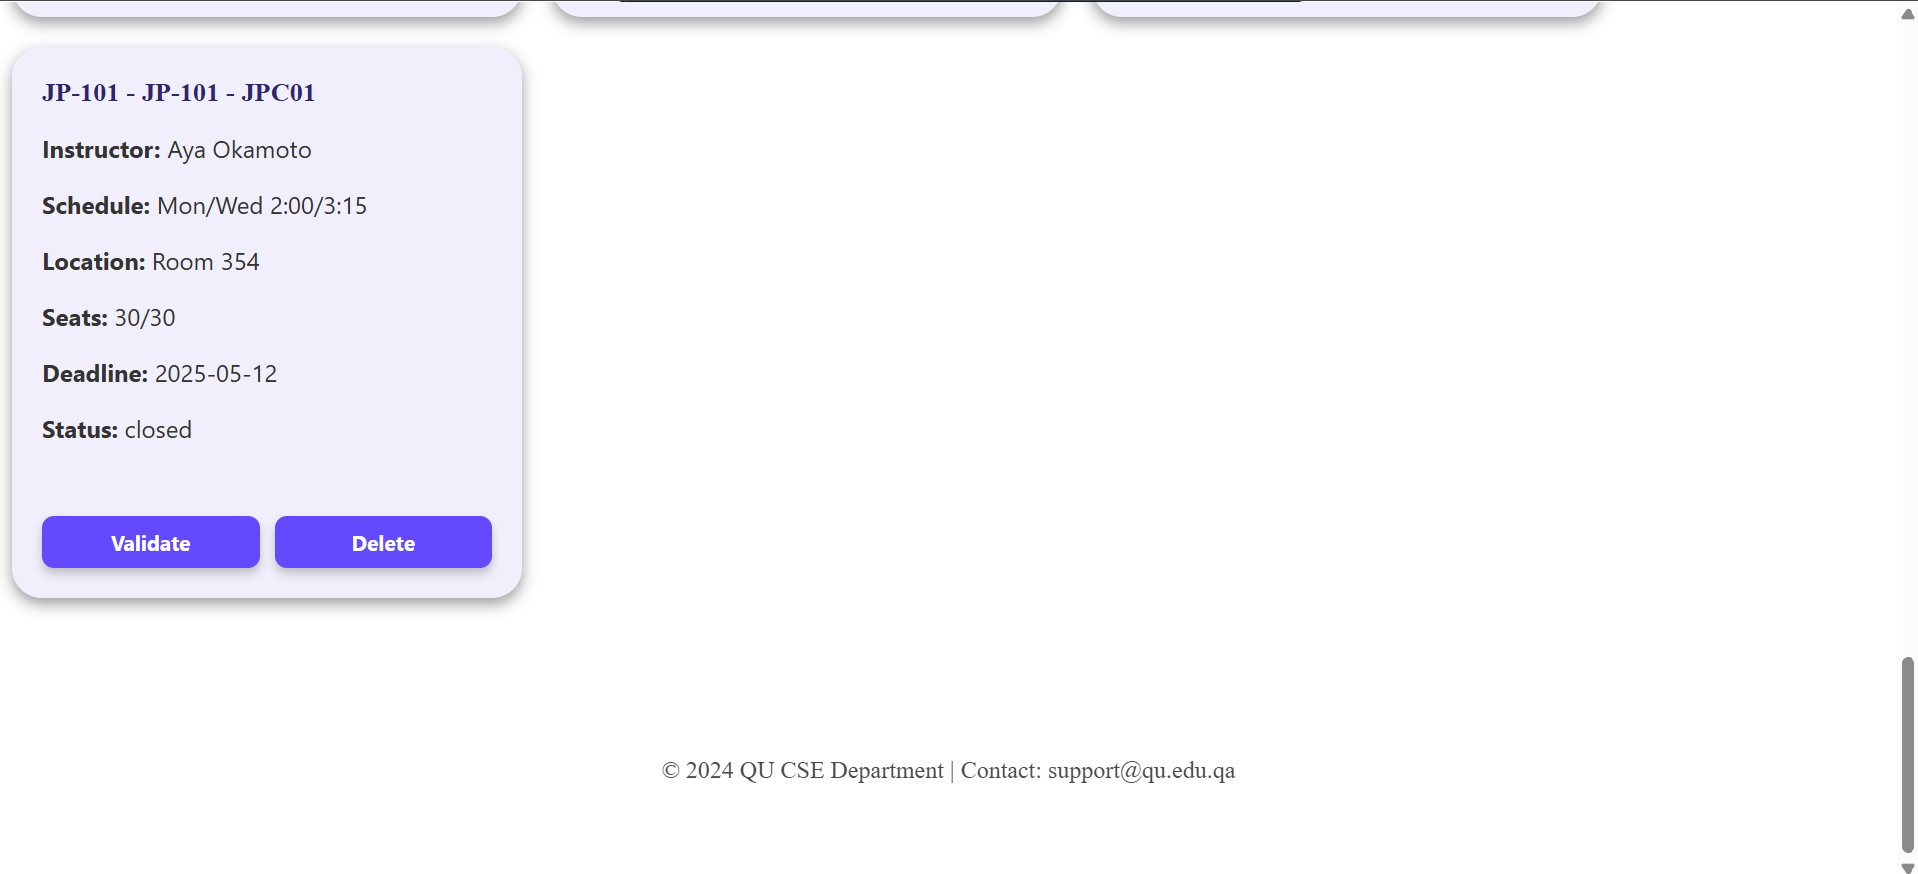 JP-101 - JP-101 - JPC01
Instructor: Aya Okamoto
Schedule: Mon/Wed 2:00/3:15
Location: Room 354
Seats: 30/30
Deadline: 2025-05-12
Status: closed
Validate Delete
© 2024 QU CSE Department | Contact: support@qu.edu.qa